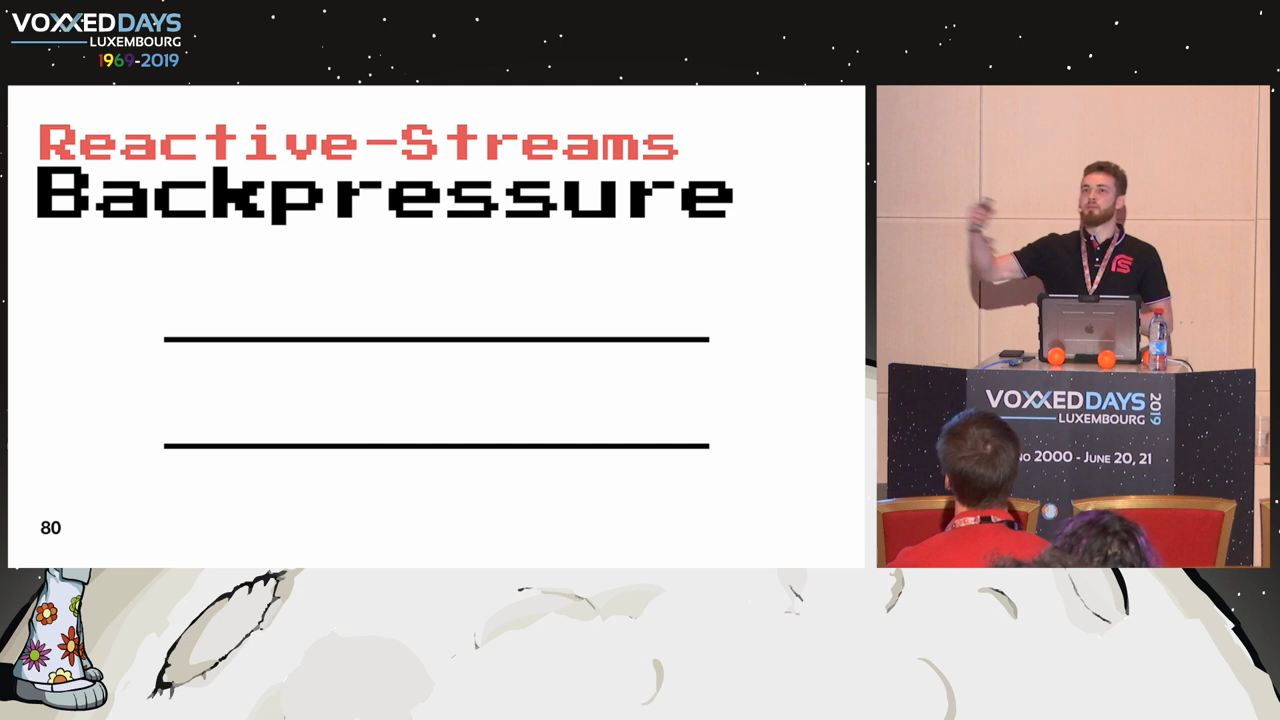 VOXXEDDAYS
LUXEMBOURG
1969-2019
Reactive-Streams
Backpressure
80
VOXXEDDAYS
2019
LUXEMBOURG
2000 - JUNE 20, 21